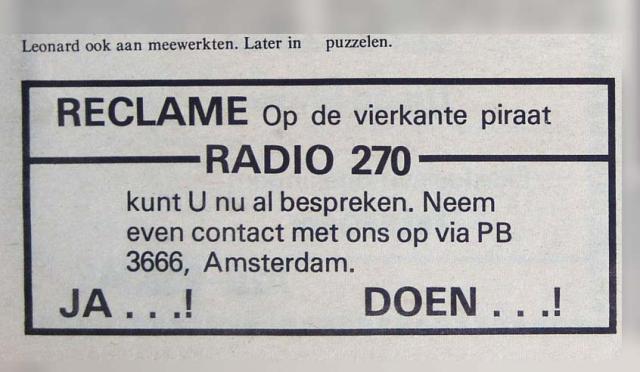 Leonard ook aan meewerkten. Later in puzzelen.
RECLAME Op de vierkante piraat
RADIO 270
kunt U nu al bespreken. Neem
even contact met ons op via PB
3666, Amsterdam.
JA . . .! DOEN . . .!